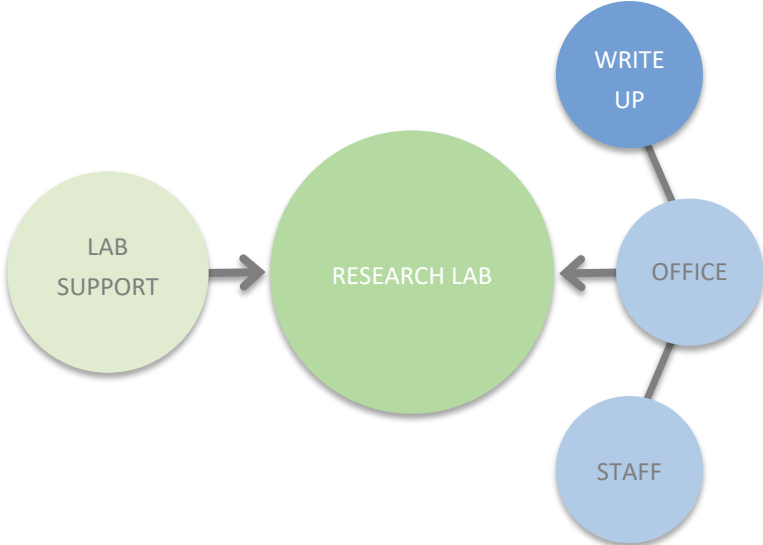 WRITE
UP
LAB
SUPPORT
RESEARCH LAB
OFFICE
STAFF